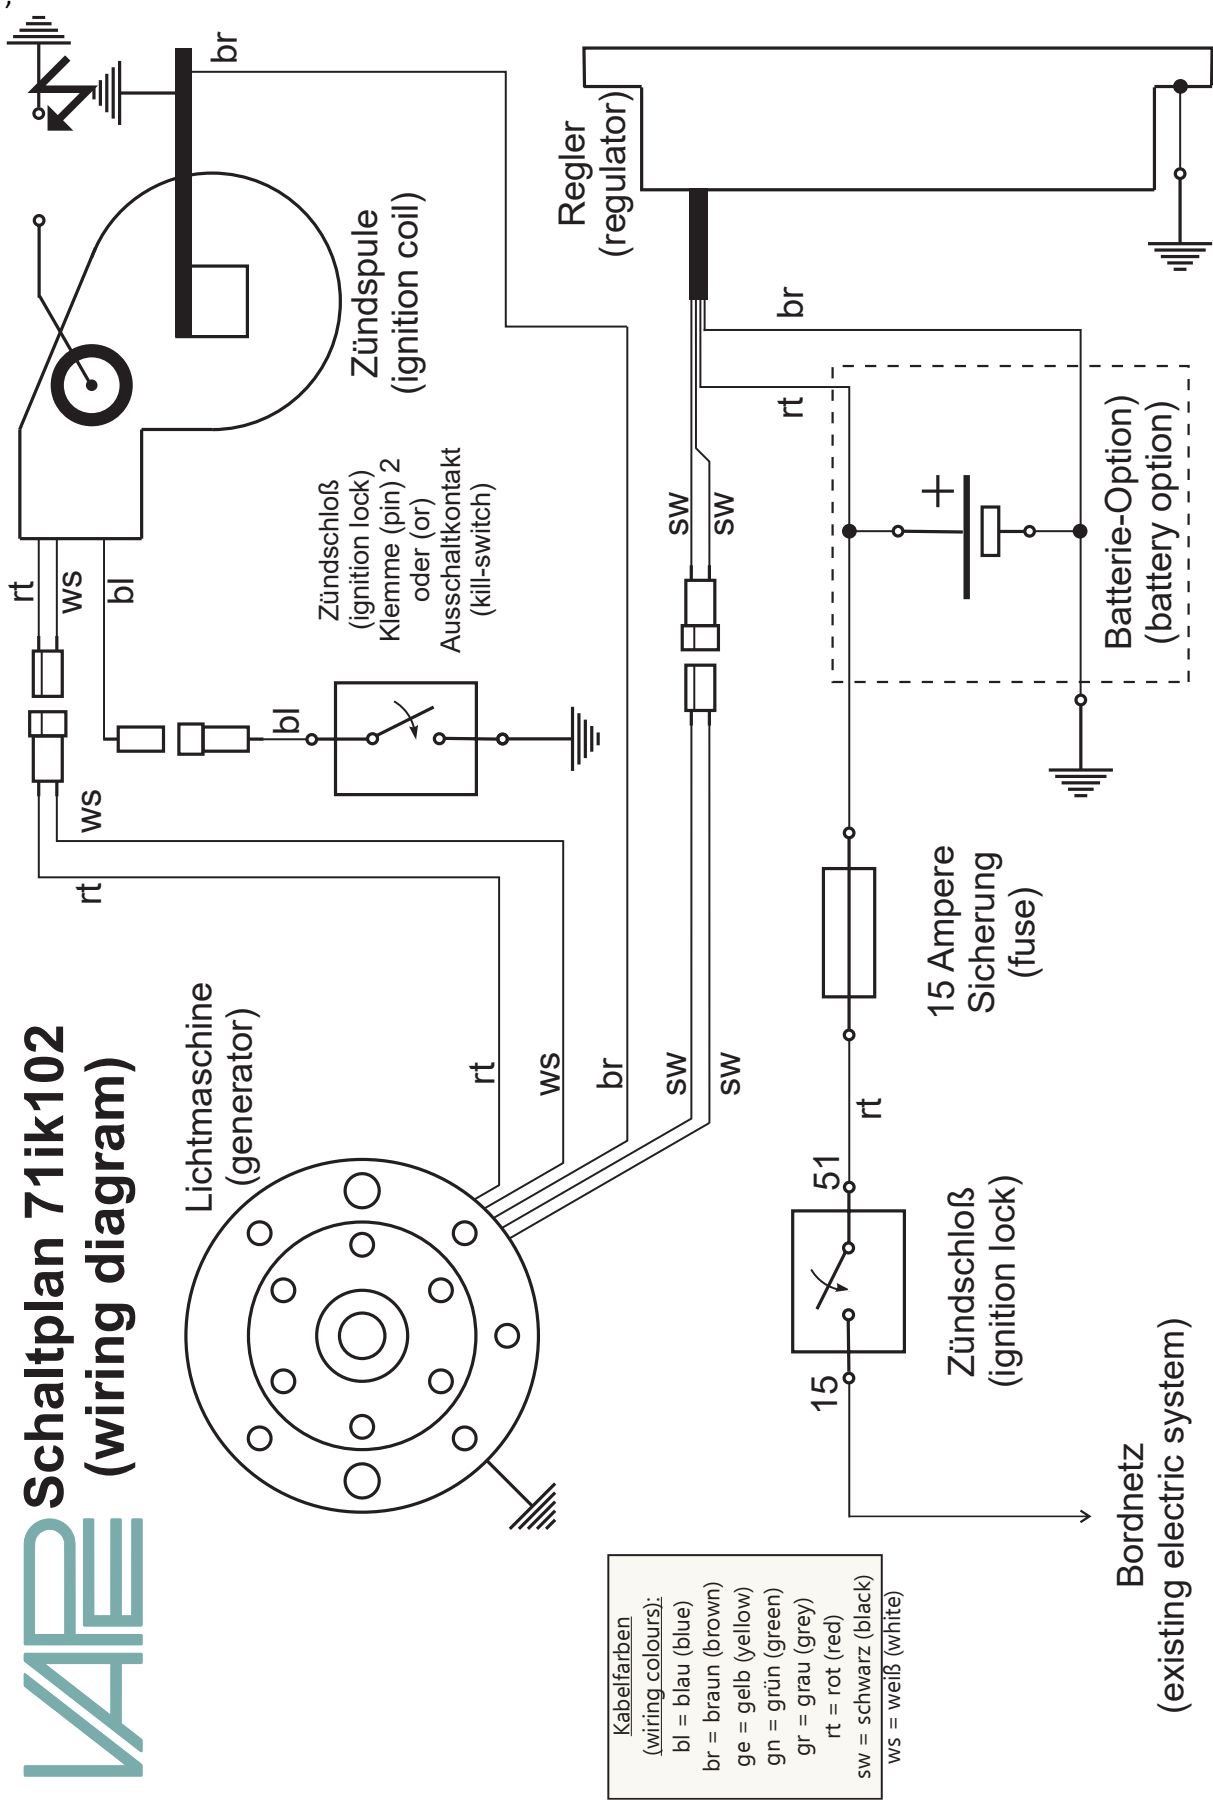 VAPE
Schaltplan 71ik102
(wiring diagram)
Lichtmaschine
(generator)
rt
ws
br
sw
sw
rt
ws
rt
ws
bl
bl
br
Zündspule
(ignition coil)
Zündschloß
(ignition lock)
Klemme (pin) 2
oder (or)
Ausschaltkontakt
(kill-switch)
Regler
(regulator)
sw
sw
rt
br
+
Batterie-Option)
(battery option)
15 Ampere
Sicherung
(fuse)
rt
51
15
Zündschloß
(ignition lock)
Bordnetz
(existing electric system)
Kabelfarben
(wiring colours):
bl = blau (blue)
br = braun (brown)
ge = gelb (yellow)
gn = grün (green)
gr = grau (grey)
rt = rot (red)
sw = schwarz (black)
ws = weiß (white)